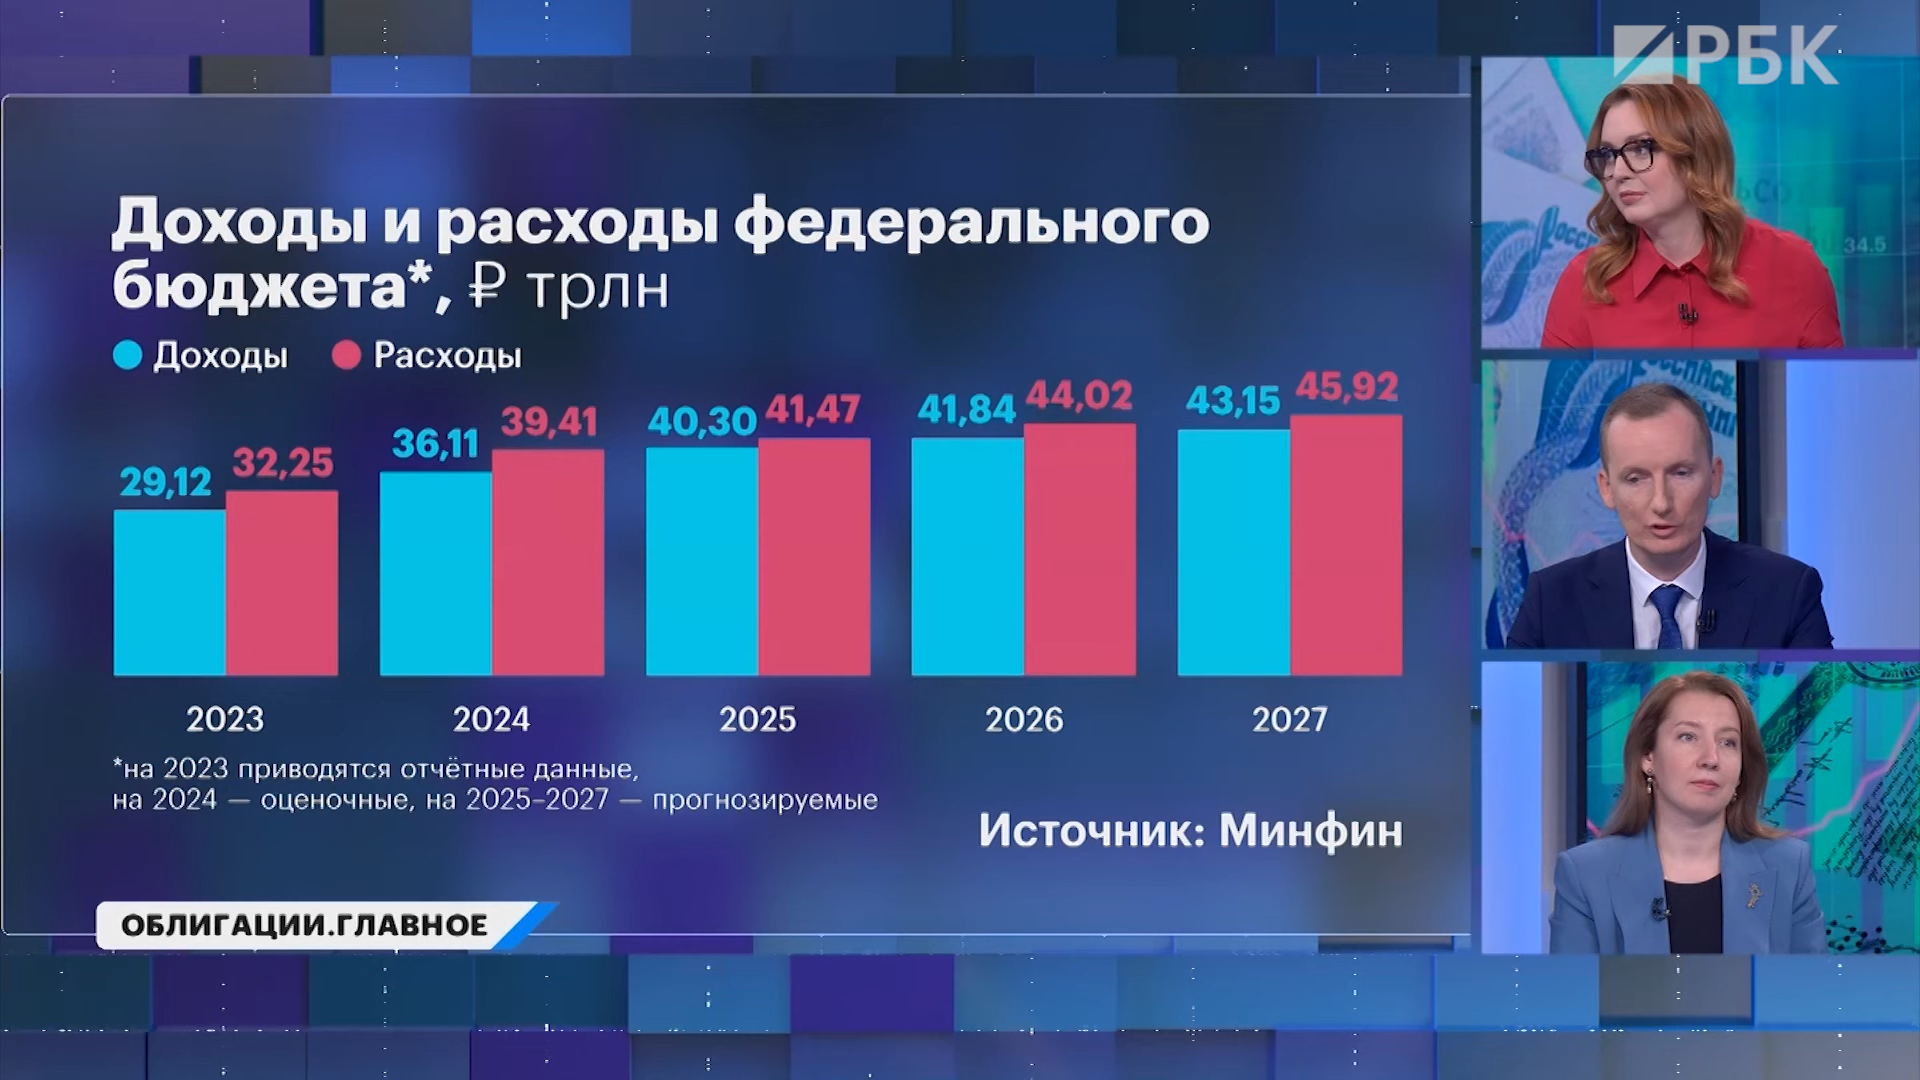 РБК
Доходы и расходы федерального
бюджета*, ₽ трлн
Доходы Расходы
29,12 32,25 36,11 39,41 40,30 41,47 41,84 44,02 43,15 45,92
2023 2024 2025 2026 2027
*на 2023 приводятся отчётные данные,
на 2024 — оценочные, на 2025–2027 — прогнозируемые
Источник: Минфин
ОБЛИГАЦИИ.ГЛАВНОЕ
34.5